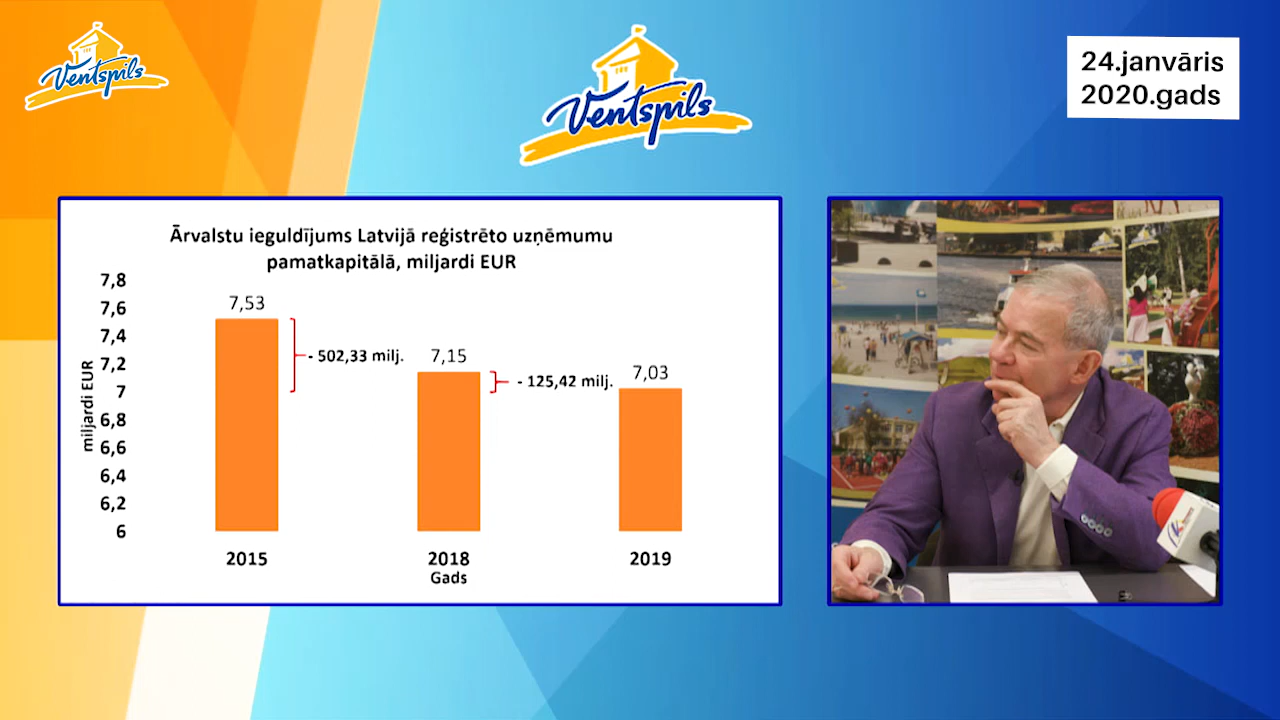 Ventspils
Ventspils
24.janvāris
2020.gads
Ārvalstu ieguldījums Latvijā reģistrēto uzņēmumu
pamatkapitālā, miljardi EUR
miljardi EUR
7,8
7,6
7,4
7,2
7
6,8
6,6
6,4
6,2
6
7,53
- 502,33 milj.
7,15
- 125,42 milj.
7,03
2015
2018
2019
Gads